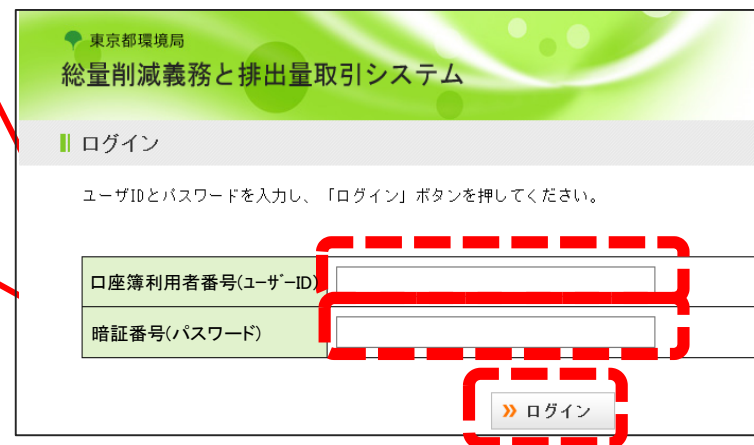 東京都環境局
総量削減義務と排出量取引システム
ログイン
ユーザIDとパスワードを入力し、「ログイン」ボタンを押してください。
口座簿利用者番号(ﾕｰｻﾞｰID)
暗証番号(パスワード)
» ログイン